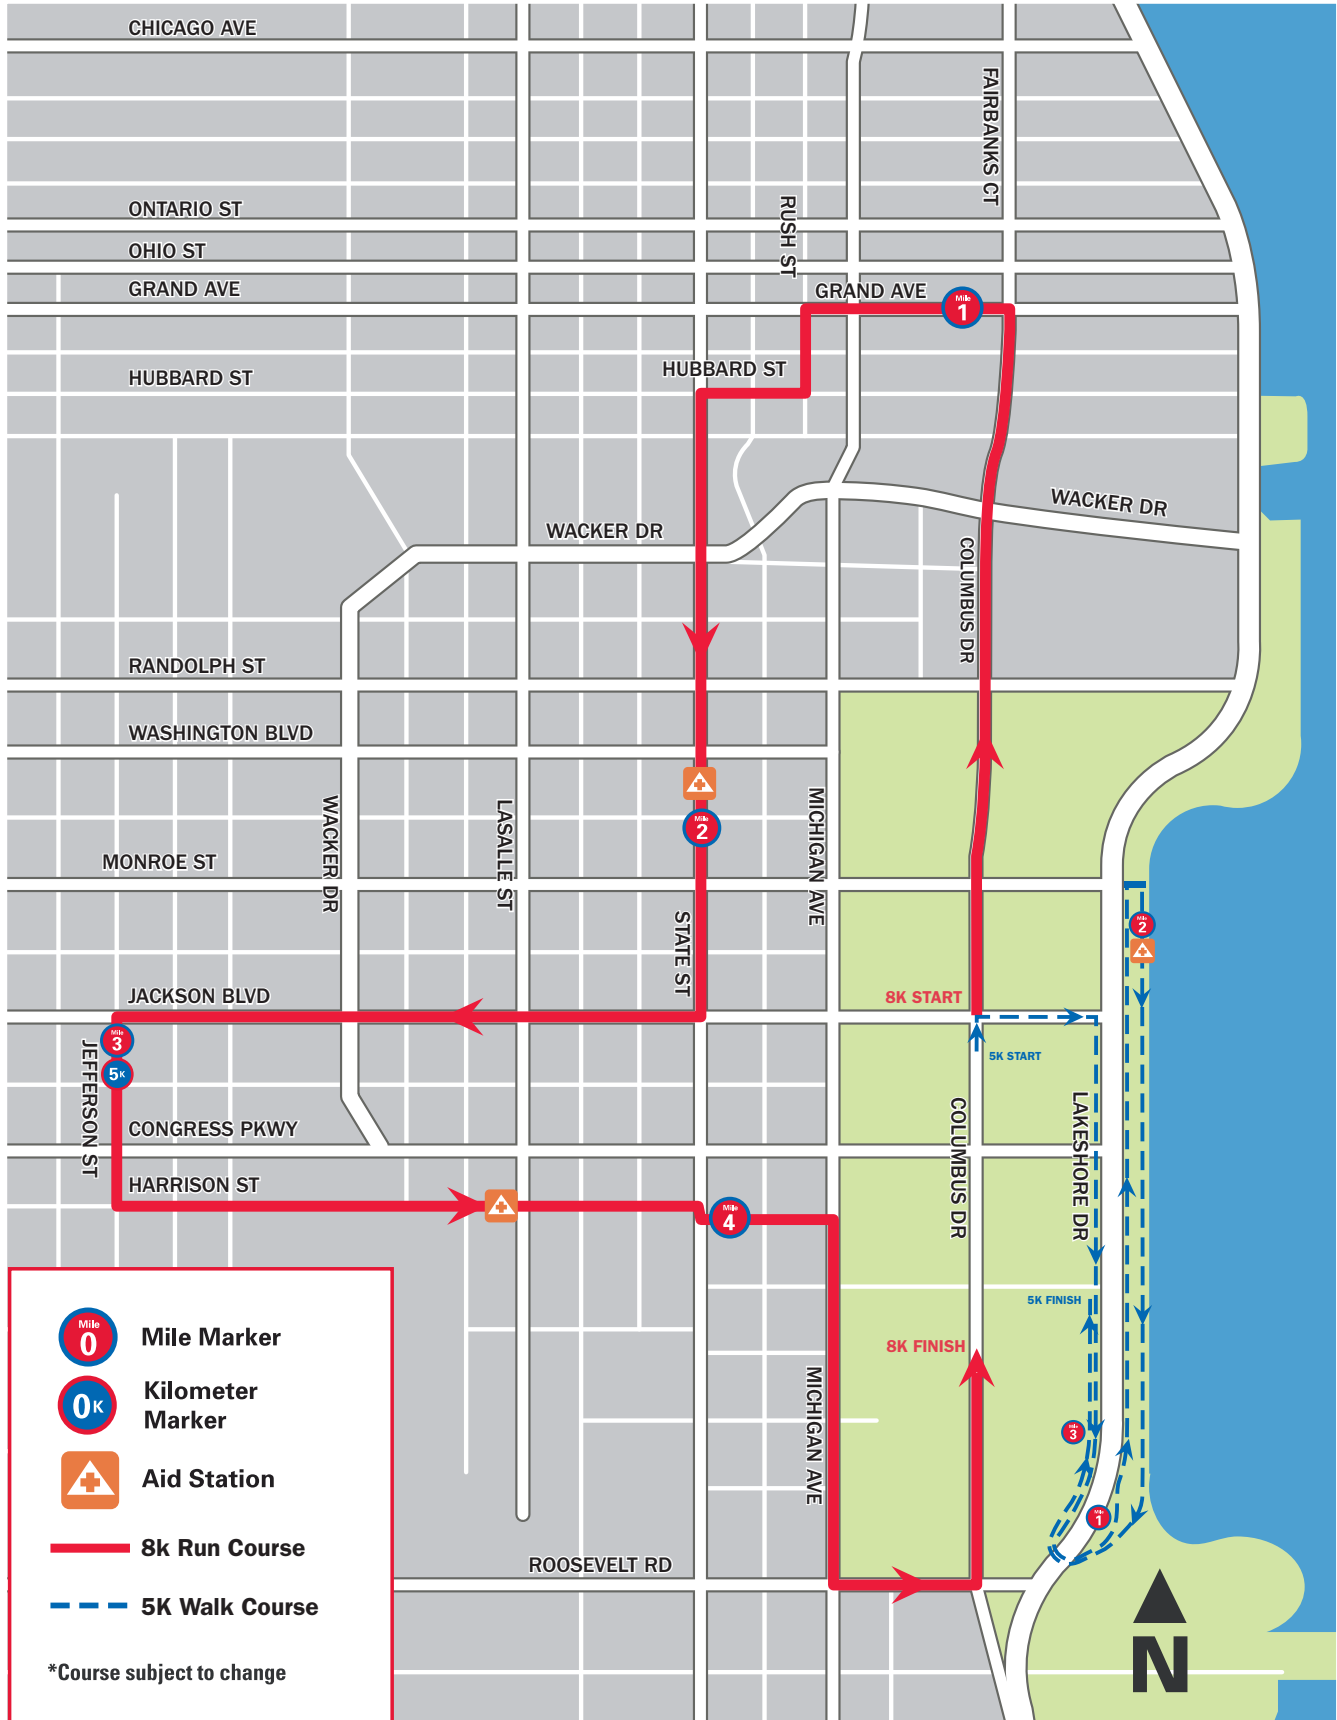 CHICAGO AVE
FAIRBANKS CT
ONTARIO ST
RUSH ST
OHIO ST
GRAND AVE
GRAND AVE
Mile
1
HUBBARD ST
HUBBARD ST
WACKER DR
WACKER DR
COLUMBUS DR
RANDOLPH ST
WASHINGTON BLVD
WACKER DR
LASALLE ST
Mile
2
MICHIGAN AVE
MONROE ST
STATE ST
Mile
2
JACKSON BLVD
8K START
Mile
3
5K
5K START
JEFFERSON ST
CONGRESS PKWY
COLUMBUS DR
LAKESHORE DR
HARRISON ST
Mile
4
5K FINISH
8K FINISH
MICHIGAN AVE
Mile
3
Mile
1
ROOSEVELT RD
N
Mile
0
Mile Marker
0K
Kilometer
Marker
Aid Station
8k Run Course
5K Walk Course
*Course subject to change